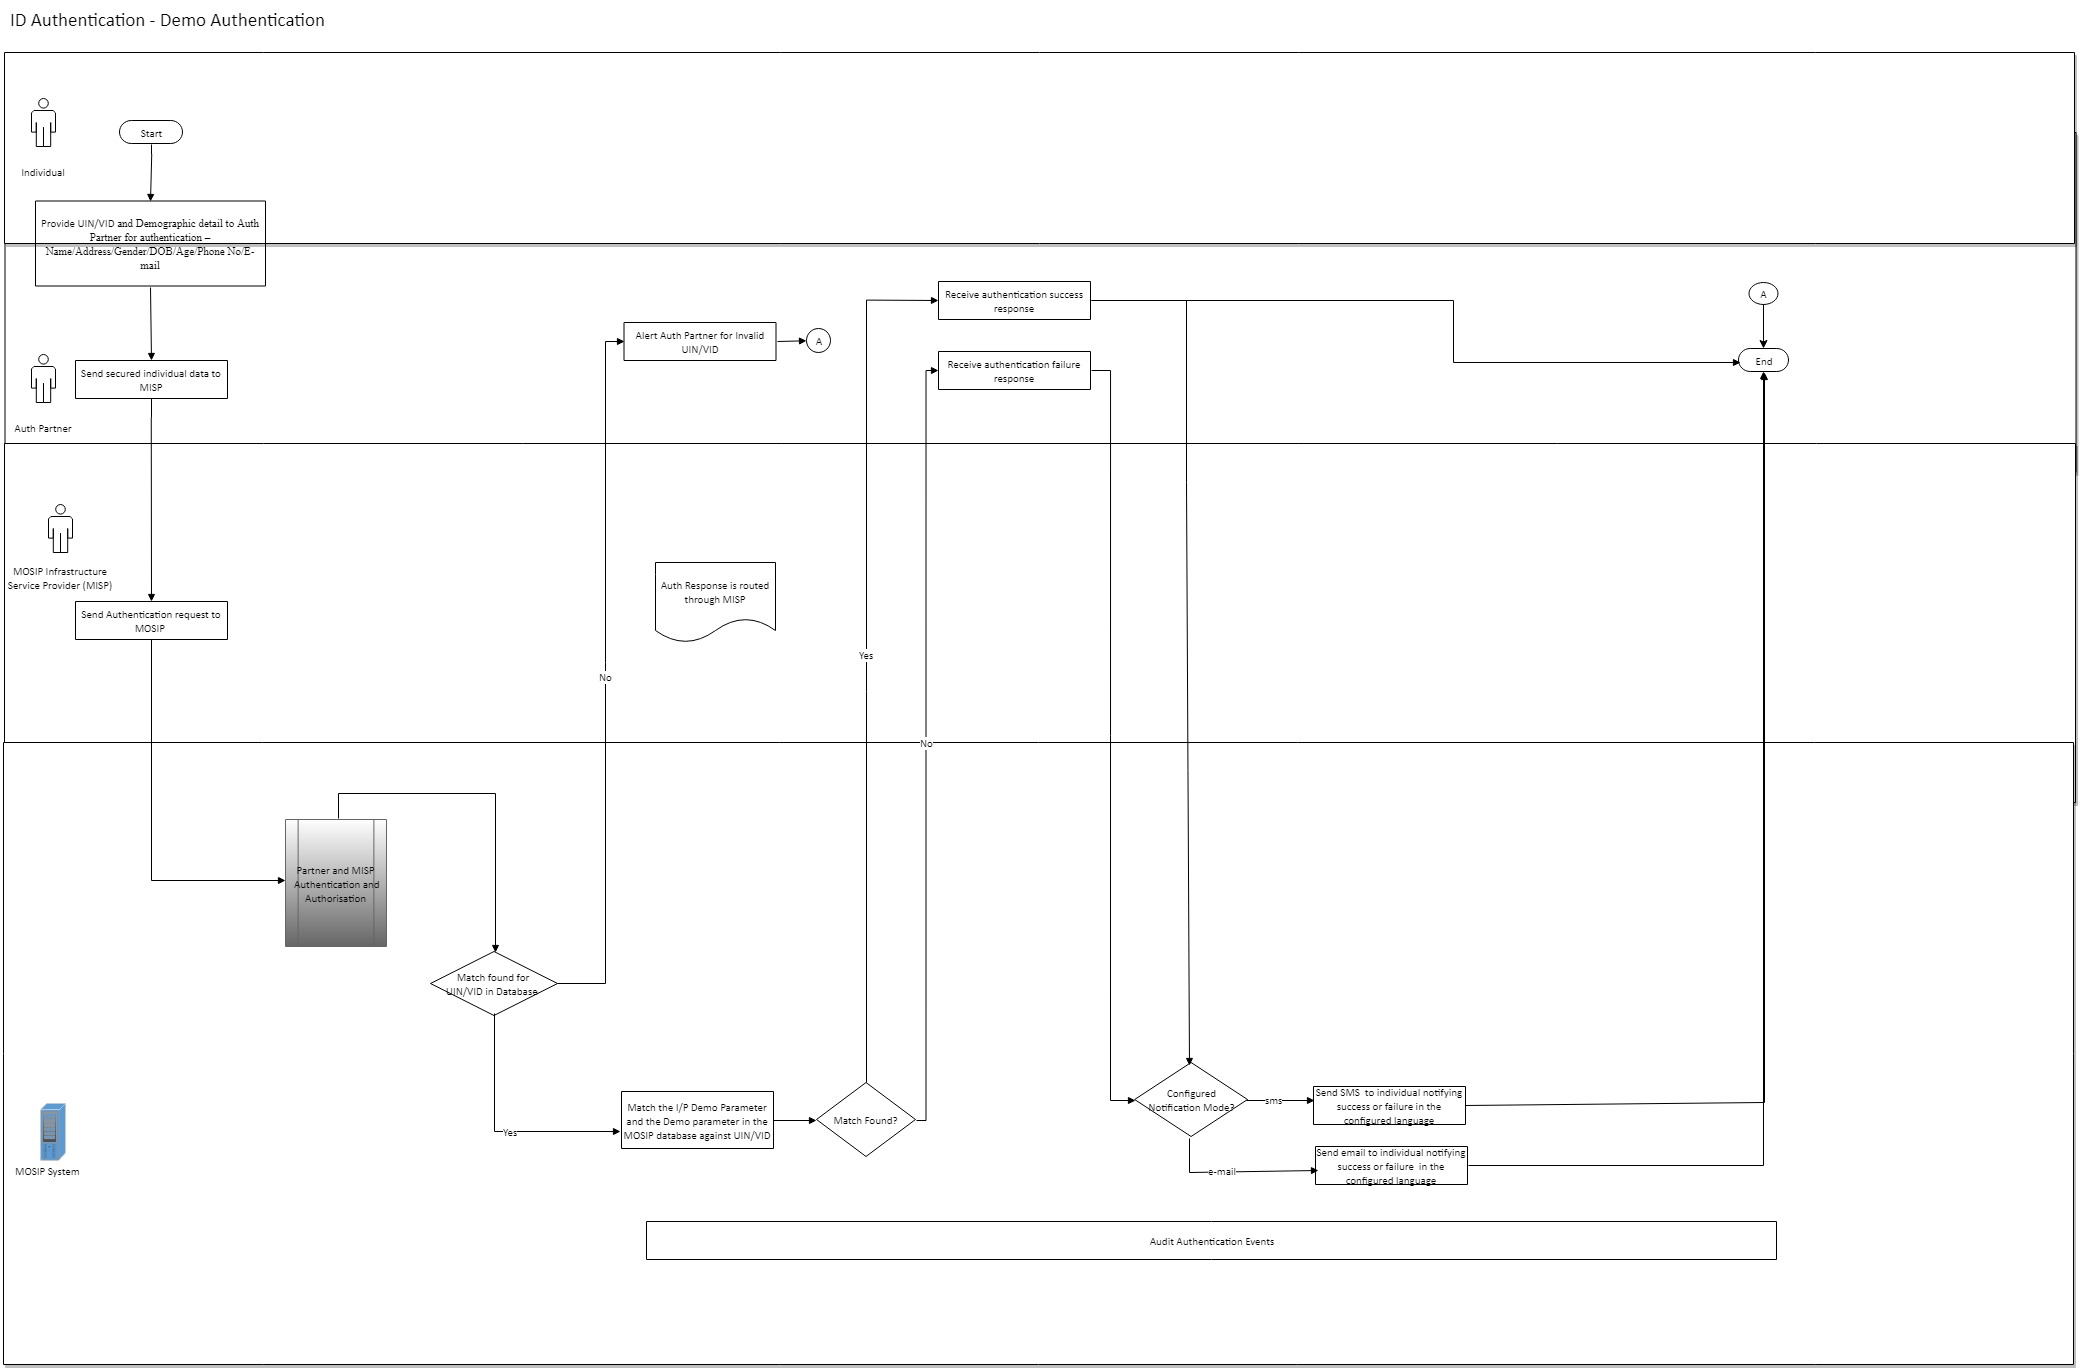 ID Authentication - Demo Authentication
Start
Individual
Provide UIN/VID and Demographic detail to Auth
Partner for authentication –
Name/Address/Gender/DOB/Age/Phone No/E-
mail
Send secured individual data to
MISP
Auth Partner
Alert Auth Partner for Invalid
UIN/VID
A
Receive authentication success
response
Receive authentication failure
response
A
End
MOSIP Infrastructure
Service Provider (MISP)
Send Authentication request to
MOSIP
Auth Response is routed
through MISP
No
Yes
No
Partner and MISP
Authentication and
Authorisation
Match found for
UIN/VID in Database
Yes
Match the I/P Demo Parameter
and the Demo parameter in the
MOSIP database against UIN/VID
Match Found?
Configured
Notification Mode?
sms
Send SMS  to individual notifying
success or failure in the
configured language
e-mail
Send email to individual notifying
success or failure  in the
configured language
MOSIP System
Audit Authentication Events